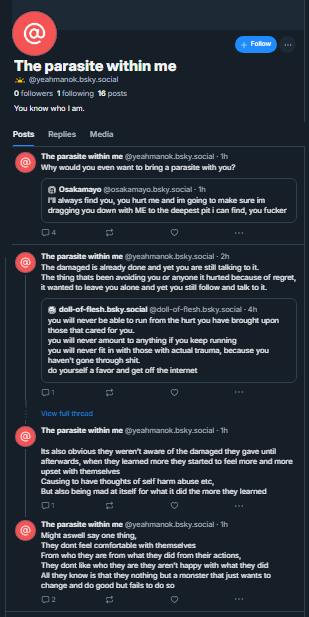 @
+ Follow
...
The parasite within me
@yeahmanok.bsky.social
0 followers 1 following 16 posts
You know who I am.
Posts Replies Media
The parasite within me @yeahmanok.bsky.social · 1h
Why would you even want to bring a parasite with you?
Osakamayo @osakamayo.bsky.social · 1h
I'll always find you, you hurt me and im going to make sure im
dragging you down with ME to the deepest pit i can find, you fucker
4
...
The parasite within me @yeahmanok.bsky.social · 2h
The damaged is already done and yet you are still talking to it.
The thing thats been avoiding you or anyone it hurted because of regret,
it wanted to leave you alone and yet you still follow and talk to it.
doll-of-flesh.bsky.social @doll-of-flesh.bsky.social · 4h
you will never be able to run from the hurt you have brought upon
those that cared for you.
you will never amount to anything if you keep running
you will never fit in with those with actual trauma, because you
haven't gone through shit.
do yourself a favor and get off the internet
1
...
View full thread
The parasite within me @yeahmanok.bsky.social · 1h
Its also obvious they weren't aware of the damaged they gave until
afterwards, when they learned more they started to feel more and more
upset with themselves
Causing to have thoughts of self harm abuse etc,
But also being mad at itself for what it did the more they learned
1
...
The parasite within me @yeahmanok.bsky.social · 1h
Might aswell say one thing,
They dont feel comfortable with themselves
From who they are from what they did from their actions,
They dont like who they are they aren't happy with what they did
All they know is that they nothing but a monster that just wants to
change and do good but fails to do so
2
...